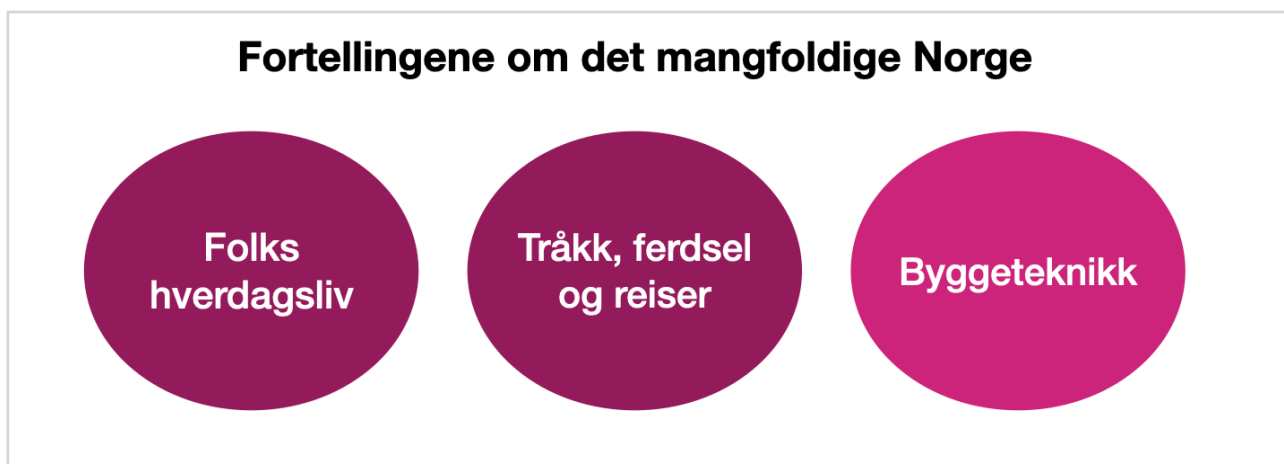 Fortellingene om det mangfoldige Norge
Folks
hverdagsliv
Tråkk, ferdsel
og reiser
Byggeteknikk